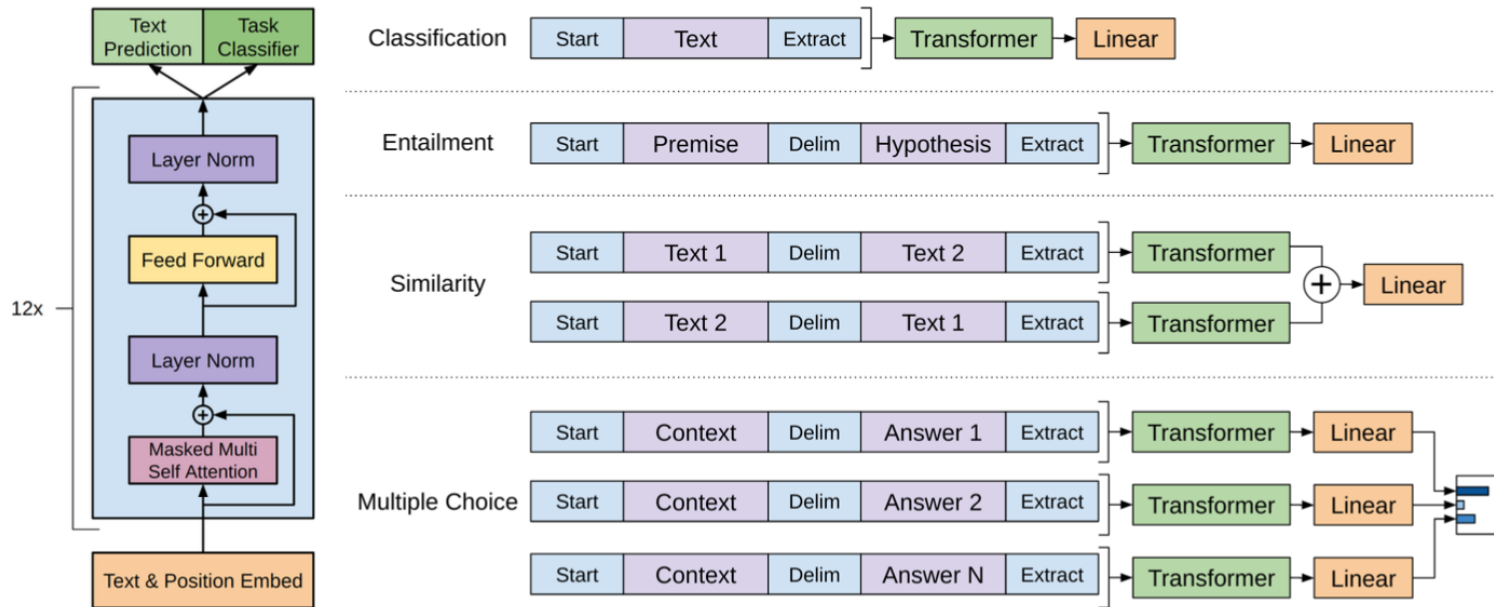 Text
Prediction
Task
Classifier
12x
Layer Norm
+
Feed Forward
Layer Norm
+
Masked Multi
Self Attention
Text & Position Embed
Classification
Start Text Extract Transformer Linear
Entailment
Start Premise Delim Hypothesis Extract Transformer Linear
Similarity
Start Text 1 Delim Text 2 Extract Transformer
+ Linear
Start Text 2 Delim Text 1 Extract Transformer
Multiple Choice
Start Context Delim Answer 1 Extract Transformer Linear
Start Context Delim Answer 2 Extract Transformer Linear
Start Context Delim Answer N Extract Transformer Linear